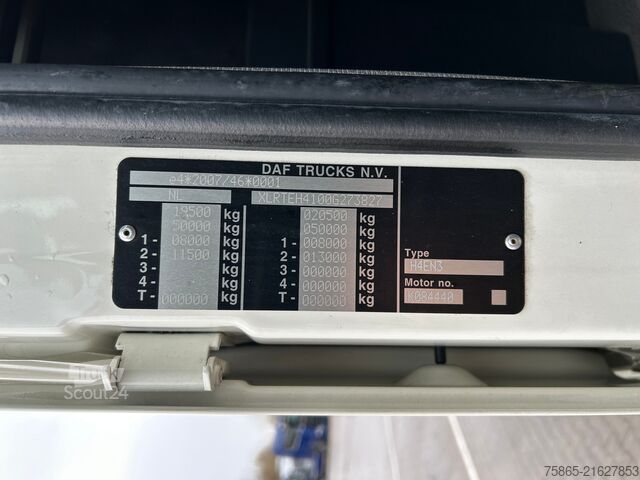 DAF TRUCKS N.V.
e4*2007/46*0001
NL XLRTEH4100G273827
19500 kg 020500 kg
50000 kg 050000 kg
1- 08000 kg 1- 008000 kg
2- 11500 kg 2- 013000 kg
3- kg 3- 000000 kg
4- kg 4- 000000 kg
T- 000000 kg T- 000000 kg
Type
H4EN3
Motor no.
K084440
Truck
Scout24
75865-21627853